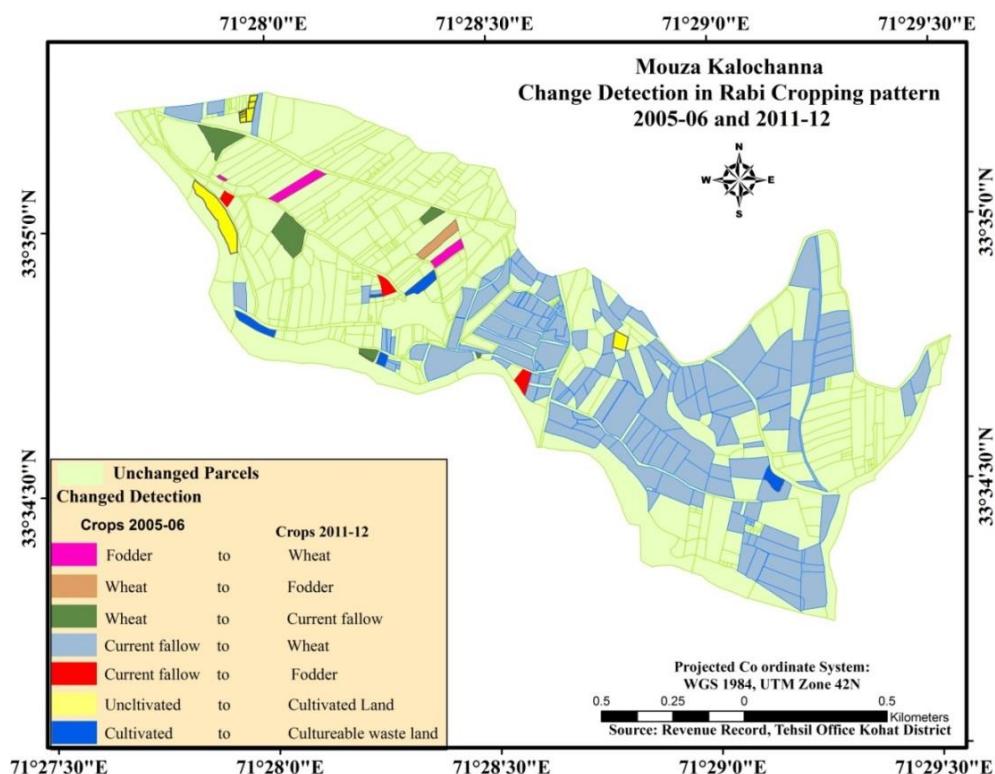 71°28'0"E 71°28'30"E 71°29'0"E 71°29'30"E
Mouza Kalochanna
Change Detection in Rabi Cropping pattern
2005-06 and 2011-12
N
W E
S
33°35'0"N 33°35'0"N
33°34'30"N 33°34'30"N
Unchanged Parcels
Changed Detection
Crops 2005-06 Crops 2011-12
Fodder to Wheat
Wheat to Fodder
Wheat to Current fallow
Current fallow to Wheat
Current fallow to Fodder
Uncltivated to Cultivated Land
Cultivated to Cultureable waste land
Projected Co ordinate System:
WGS 1984, UTM Zone 42N
0.5 0.25 0 0.5
Kilometers
Source: Revenue Record, Tehsil Office Kohat District
71°27'30"E 71°28'0"E 71°28'30"E 71°29'0"E 71°29'30"E